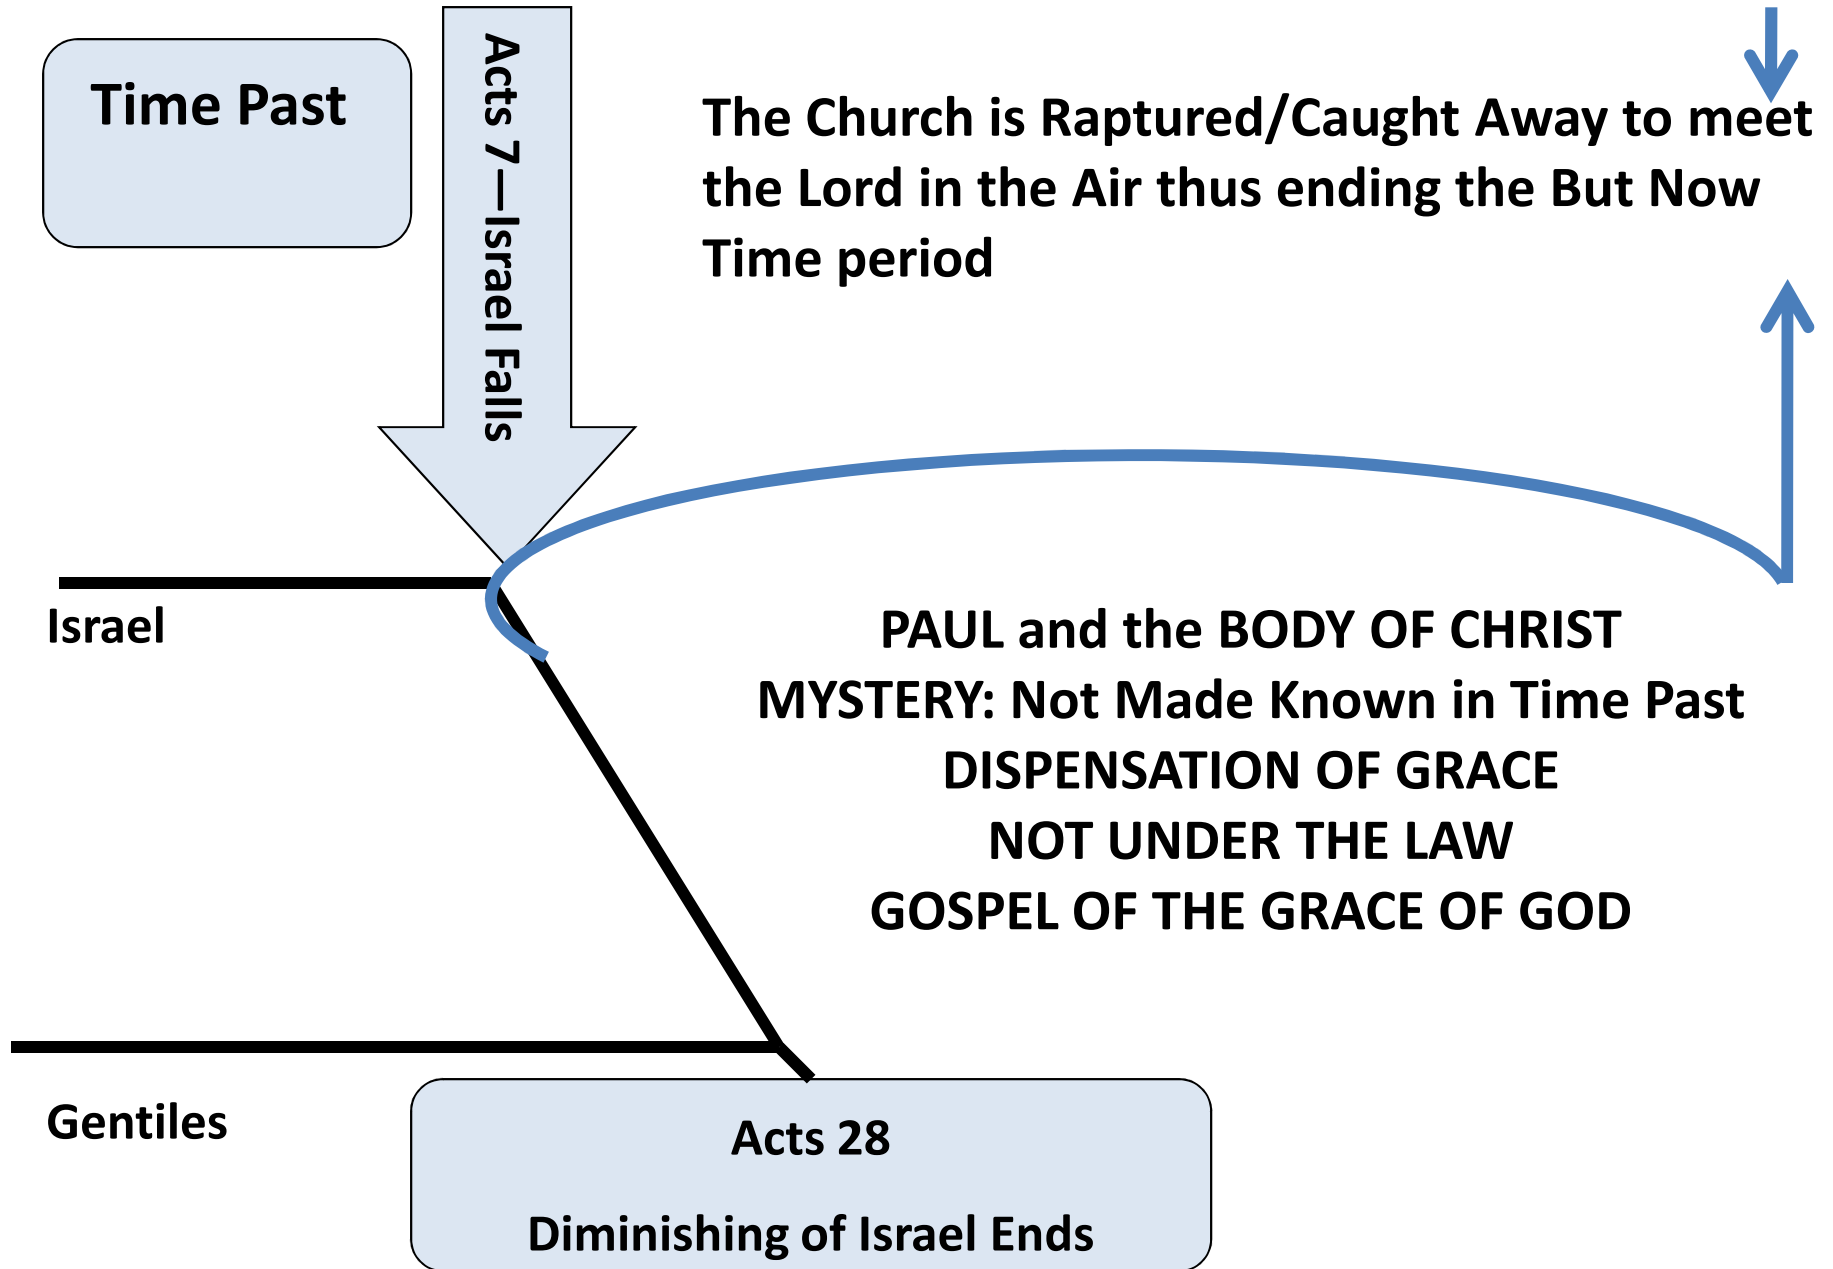 Time Past
Acts 7—Israel Falls
The Church is Raptured/Caught Away to meet
the Lord in the Air thus ending the But Now
Time period
Israel
PAUL and the BODY OF CHRIST
MYSTERY: Not Made Known in Time Past
DISPENSATION OF GRACE
NOT UNDER THE LAW
GOSPEL OF THE GRACE OF GOD
Gentiles
Acts 28
Diminishing of Israel Ends